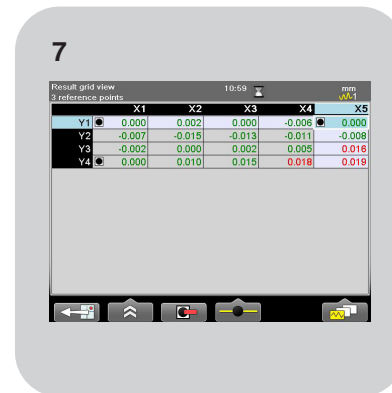 7
Result grid view 10:59 mm
3 reference points 1
X1 X2 X3 X4 X5
Y1 0.000 0.002 0.000 -0.006 0.000
Y2 -0.007 -0.015 -0.013 -0.011 -0.008
Y3 -0.002 0.000 0.002 0.005 0.016
Y4 0.000 0.010 0.015 0.018 0.019